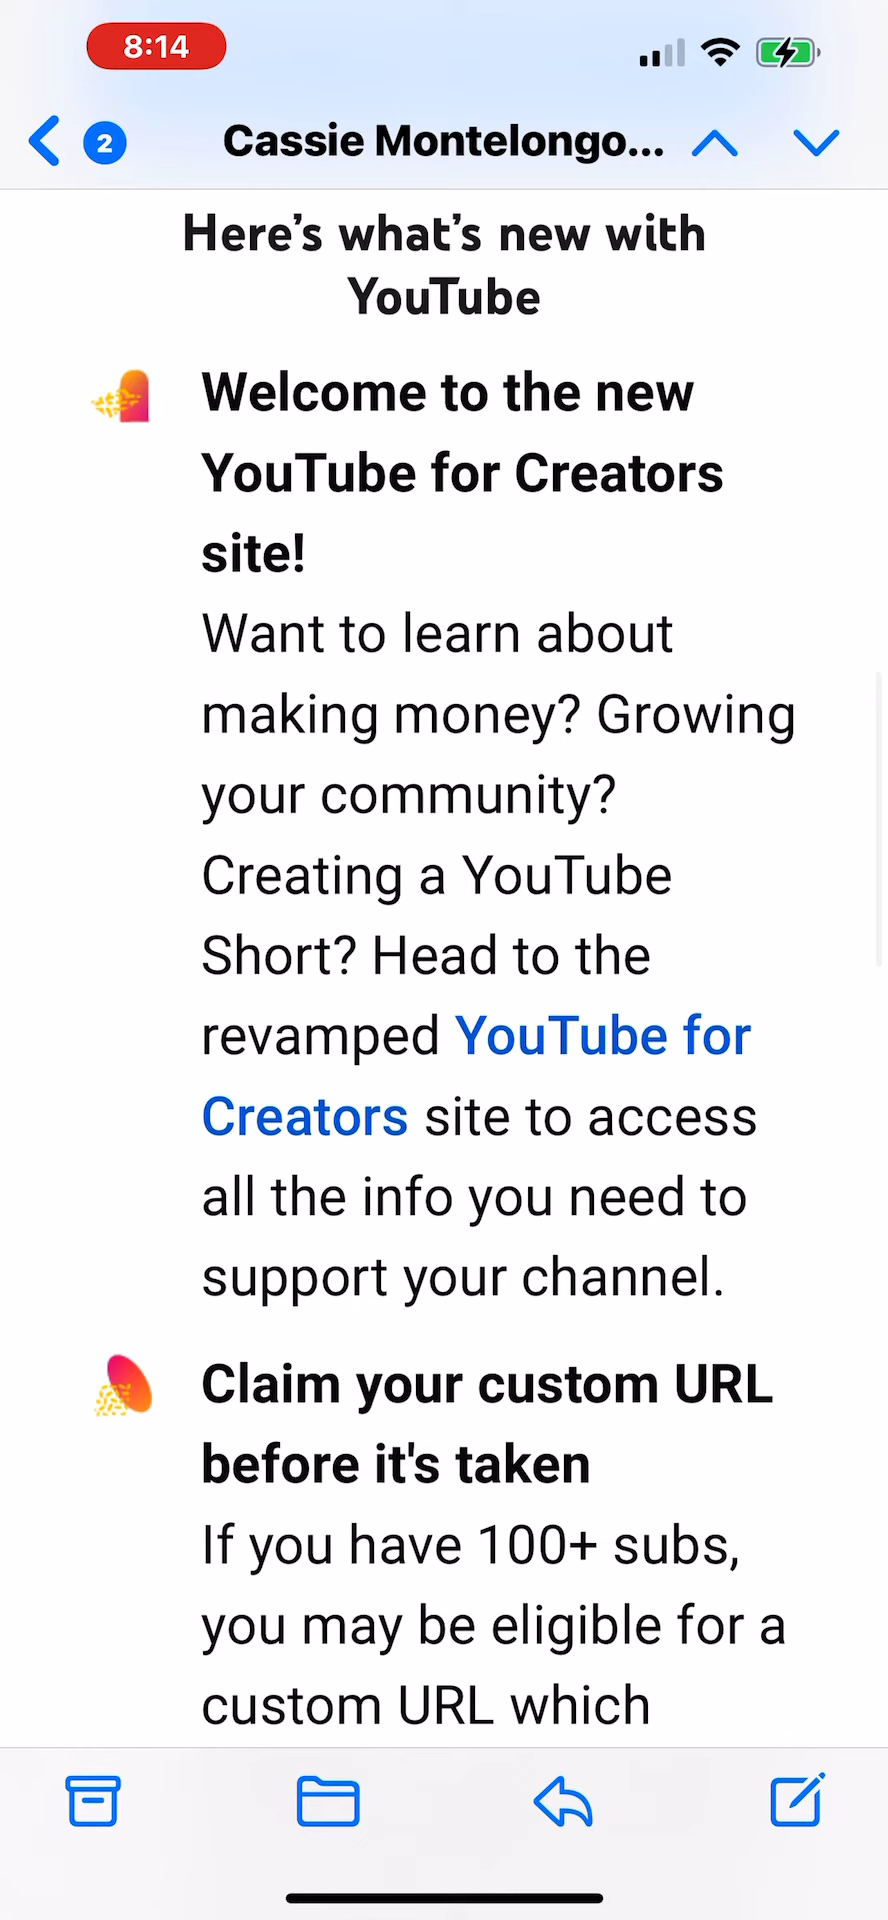 8:14
2
Cassie Montelongo...
Here’s what’s new with
YouTube
Welcome to the new
YouTube for Creators
site!
Want to learn about
making money? Growing
your community?
Creating a YouTube
Short? Head to the
revamped YouTube for
Creators site to access
all the info you need to
support your channel.
Claim your custom URL
before it's taken
If you have 100+ subs,
you may be eligible for a
custom URL which